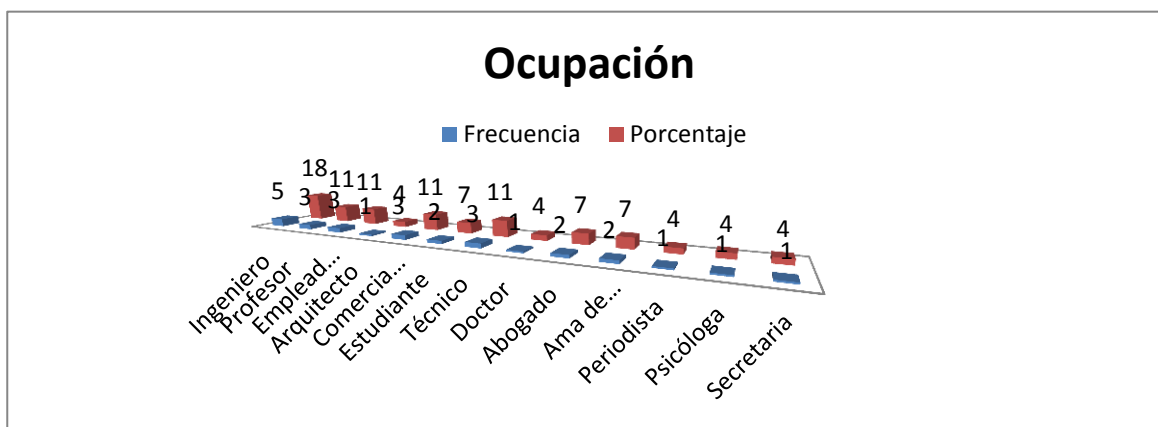 Ocupación
Frecuencia Porcentaje
5 3 3 1 3 2 3 1 2 2 1 1 1
18 11 11 4 11 7 11 4 7 7 4 4 4
Ingeniero
Profesor
Emplead...
Arquitecto
Comercia...
Estudiante
Técnico
Doctor
Abogado
Ama de...
Periodista
Psicóloga
Secretaria